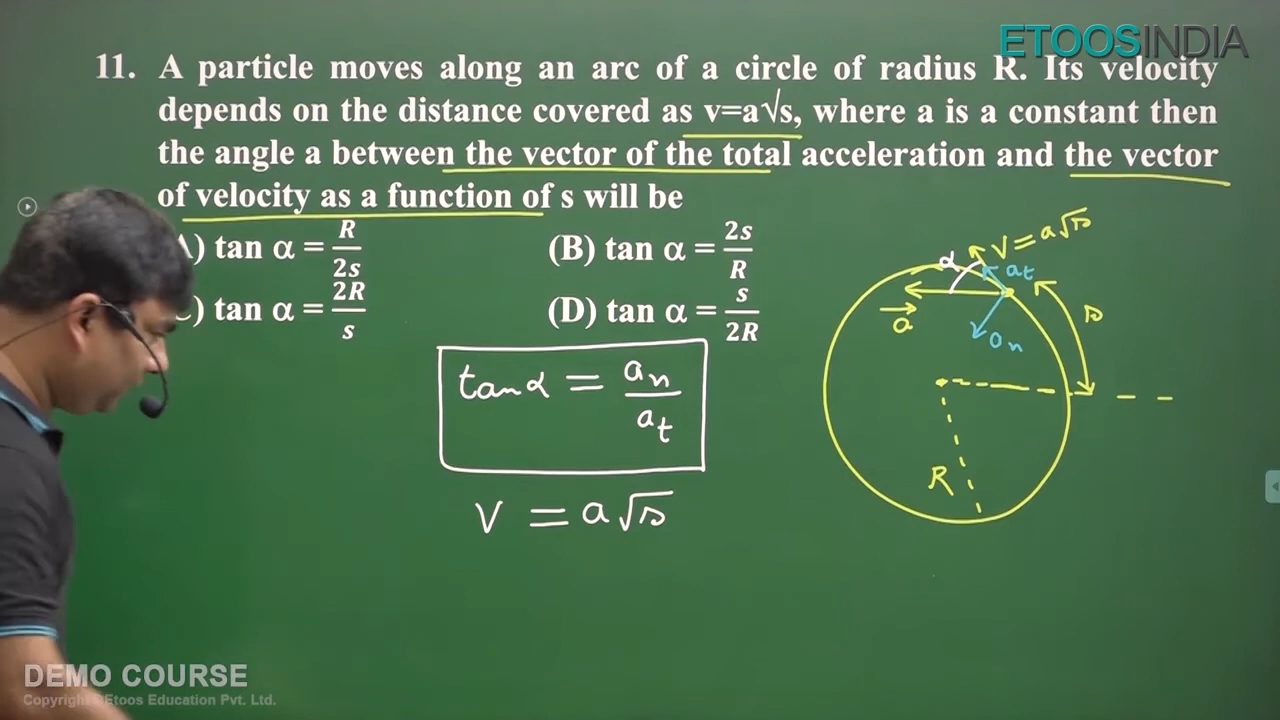 ETOOSINDIA
11. A particle moves along an arc of a circle of radius R. Its velocity
depends on the distance covered as v=a√s, where a is a constant then
the angle a between the vector of the total acceleration and the vector
of velocity as a function of s will be
A) tan α = R/2s
(B) tan α = 2s/R
C) tan α = 2R/s
(D) tan α = s/2R
V = a√s
α
at
a
an
s
R
tanα = an/at
V = a√s
DEMO COURSE
Copyright Etoos Education Pvt. Ltd.